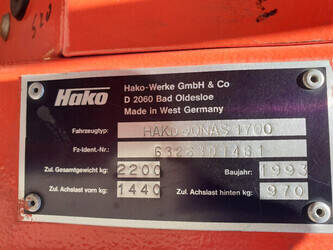 Hako
Hako-Werke GmbH & Co
D 2060 Bad Oldesloe
Made in West Germany
Fahrzeugtyp: HAKO JONAS 1700
Fz-Ident.-Nr.:
Zul. Gesamtgewicht kg: 2200 Baujahr: 1993
Zul. Achslast vorn kg: 1440 Zul. Achslast hinten kg: 970